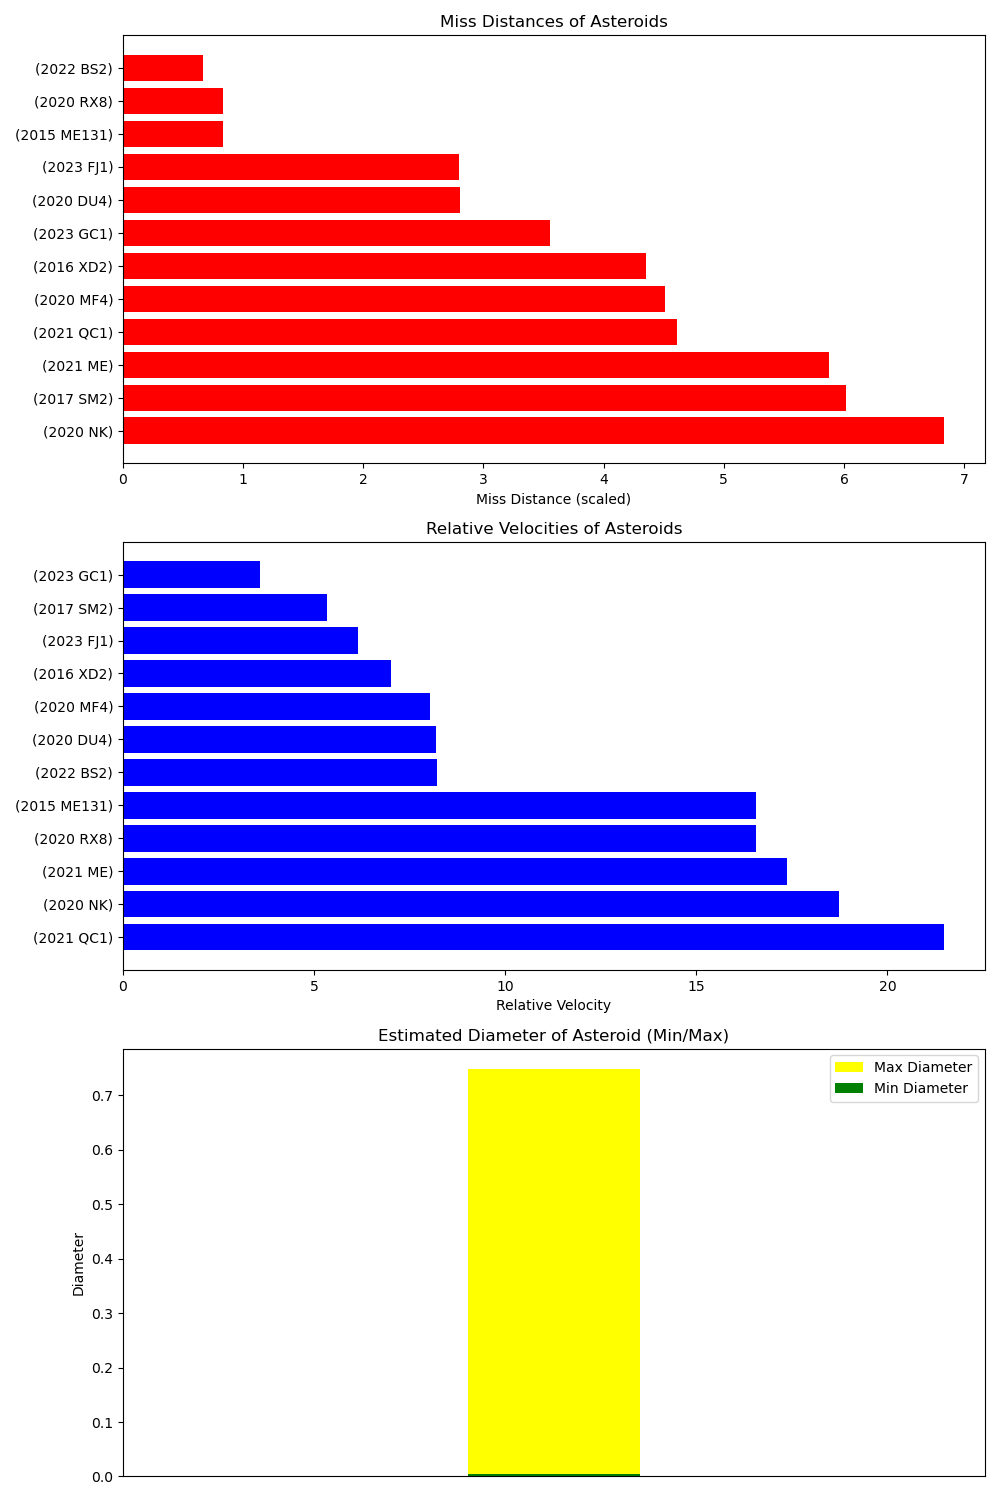 Miss Distances of Asteroids
(2022 BS2)
(2020 RX8)
(2015 ME131)
(2023 FJ1)
(2020 DU4)
(2023 GC1)
(2016 XD2)
(2020 MF4)
(2021 QC1)
(2021 ME)
(2017 SM2)
(2020 NK)
0 1 2 3 4 5 6 7
Miss Distance (scaled)
Relative Velocities of Asteroids
(2023 GC1)
(2017 SM2)
(2023 FJ1)
(2016 XD2)
(2020 MF4)
(2020 DU4)
(2022 BS2)
(2015 ME131)
(2020 RX8)
(2021 ME)
(2020 NK)
(2021 QC1)
0 5 10 15 20
Relative Velocity
Estimated Diameter of Asteroid (Min/Max)
Max Diameter
Min Diameter
0.7
0.6
0.5
0.4
0.3
0.2
0.1
0.0
Diameter